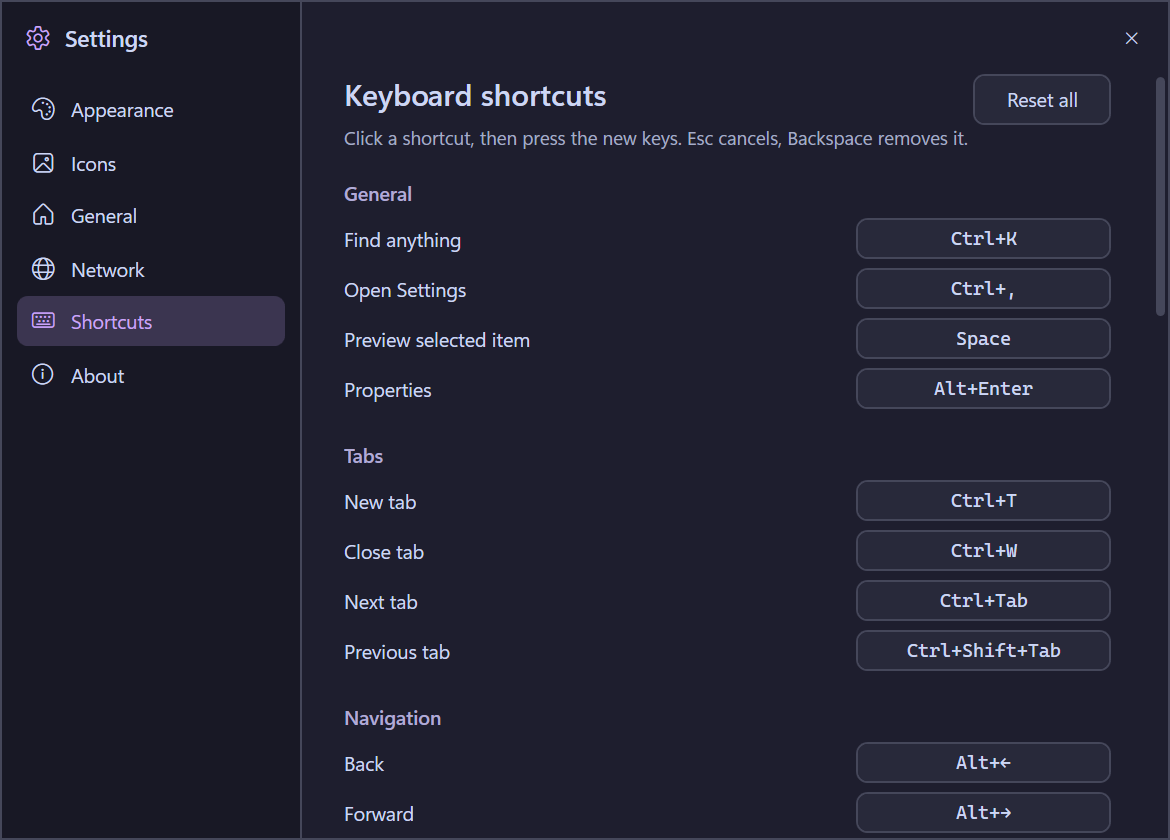 Settings
Appearance
Icons
General
Network
Shortcuts
About
Keyboard shortcuts
Reset all
Click a shortcut, then press the new keys. Esc cancels, Backspace removes it.
General
Find anything Ctrl+K
Open Settings Ctrl+,
Preview selected item Space
Properties Alt+Enter
Tabs
New tab Ctrl+T
Close tab Ctrl+W
Next tab Ctrl+Tab
Previous tab Ctrl+Shift+Tab
Navigation
Back Alt+←
Forward Alt+→